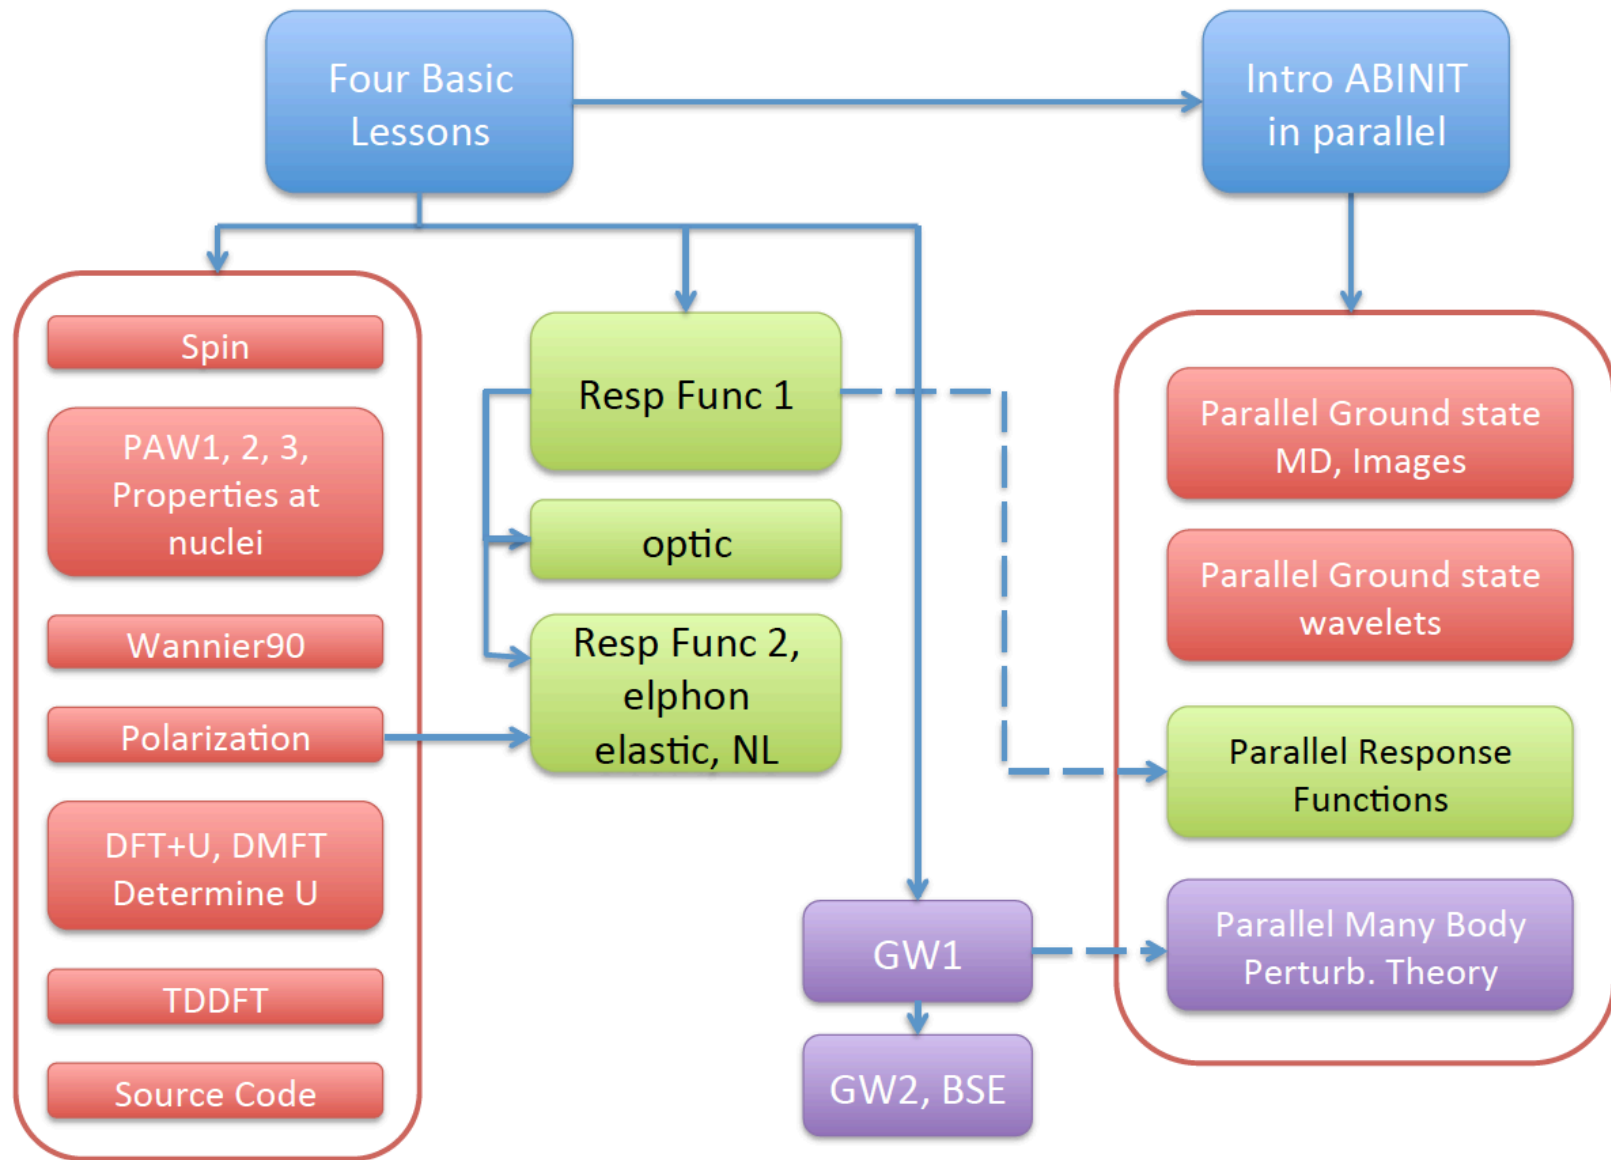 Four Basic
Lessons
Intro ABINIT
in parallel
Spin
PAW1, 2, 3,
Properties at
nuclei
Wannier90
Polarization
DFT+U, DMFT
Determine U
TDDFT
Source Code
Resp Func 1
optic
Resp Func 2,
elphon
elastic, NL
GW1
GW2, BSE
Parallel Ground state
MD, Images
Parallel Ground state
wavelets
Parallel Response
Functions
Parallel Many Body
Perturb. Theory